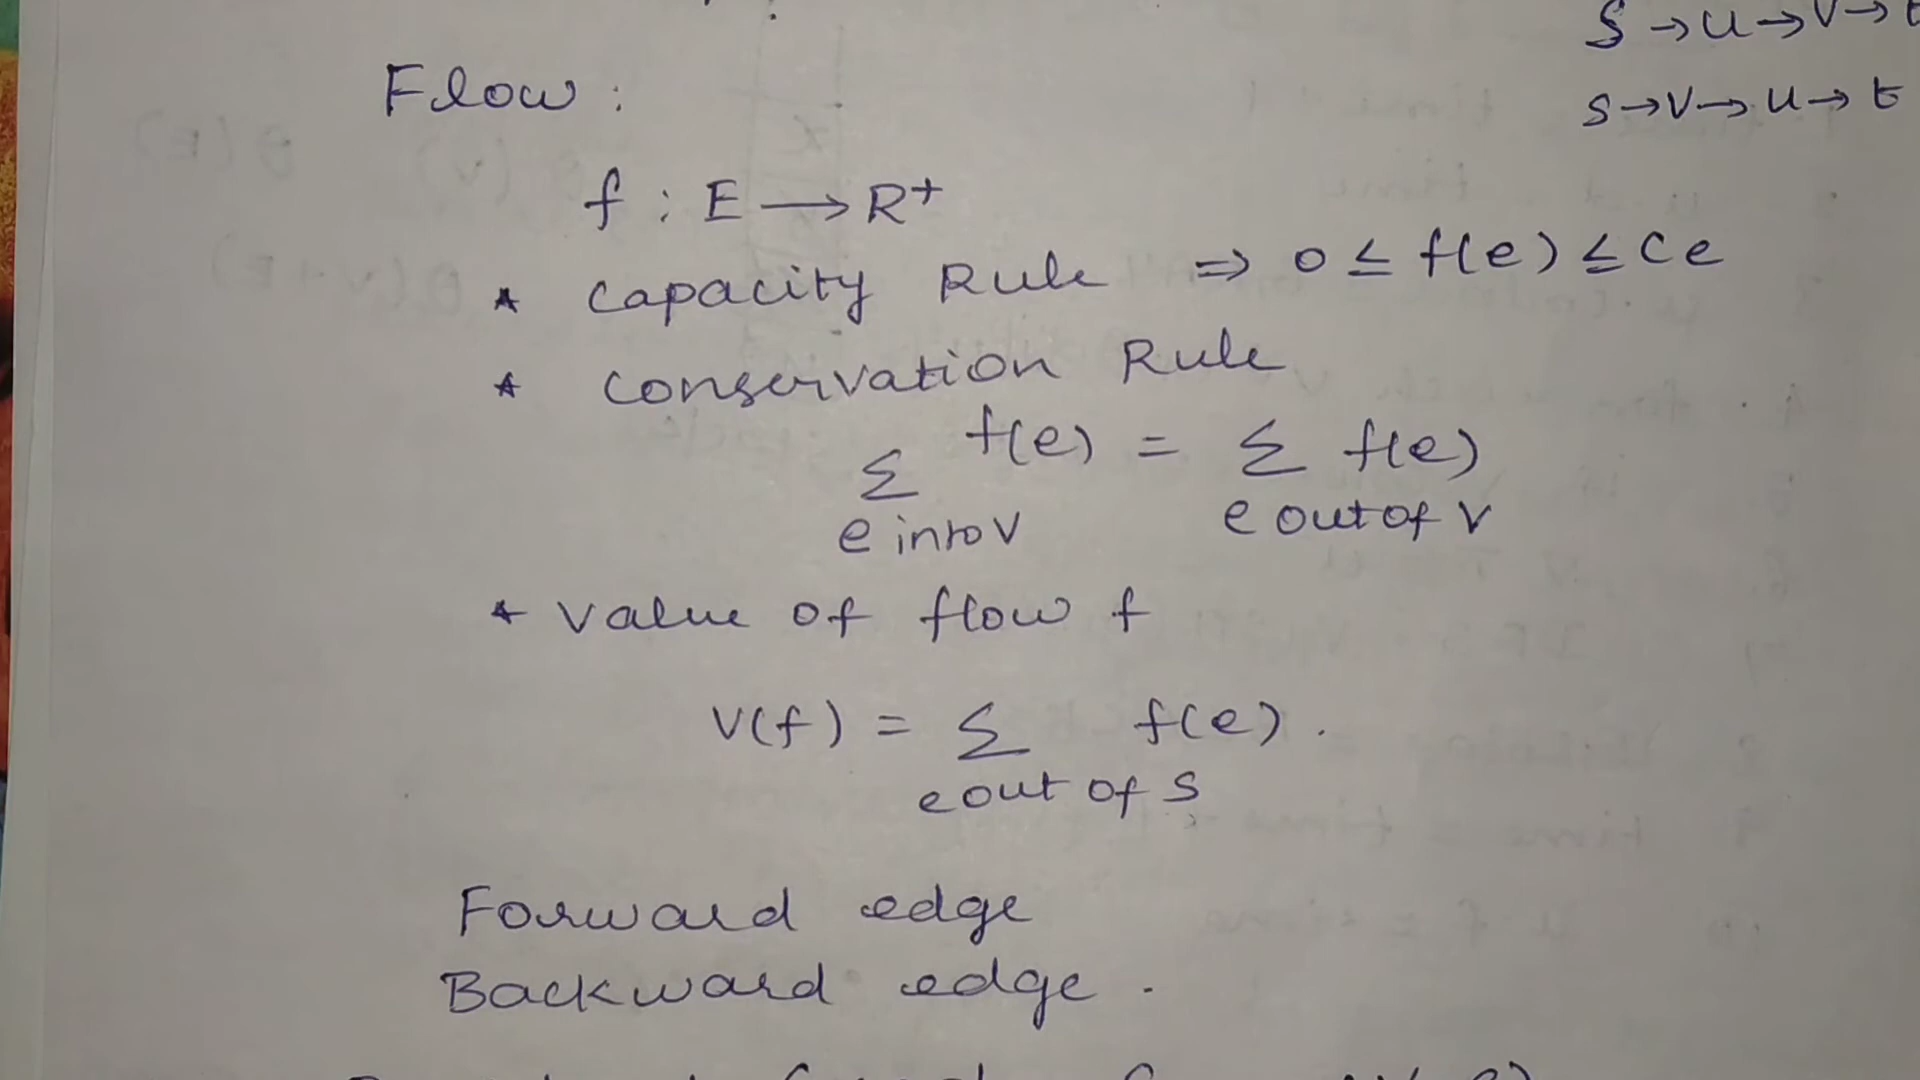 S → u → v → t
s → v → u → t
Flow :
f : E → R+
* Capacity Rule ⇒ 0 ≤ f(e) ≤ Ce
* Conservation Rule
Σ f(e) = Σ f(e)
e into v e out of v
* value of flow f
v(f) = Σ f(e).
e out of s
Forward edge
Backward edge.